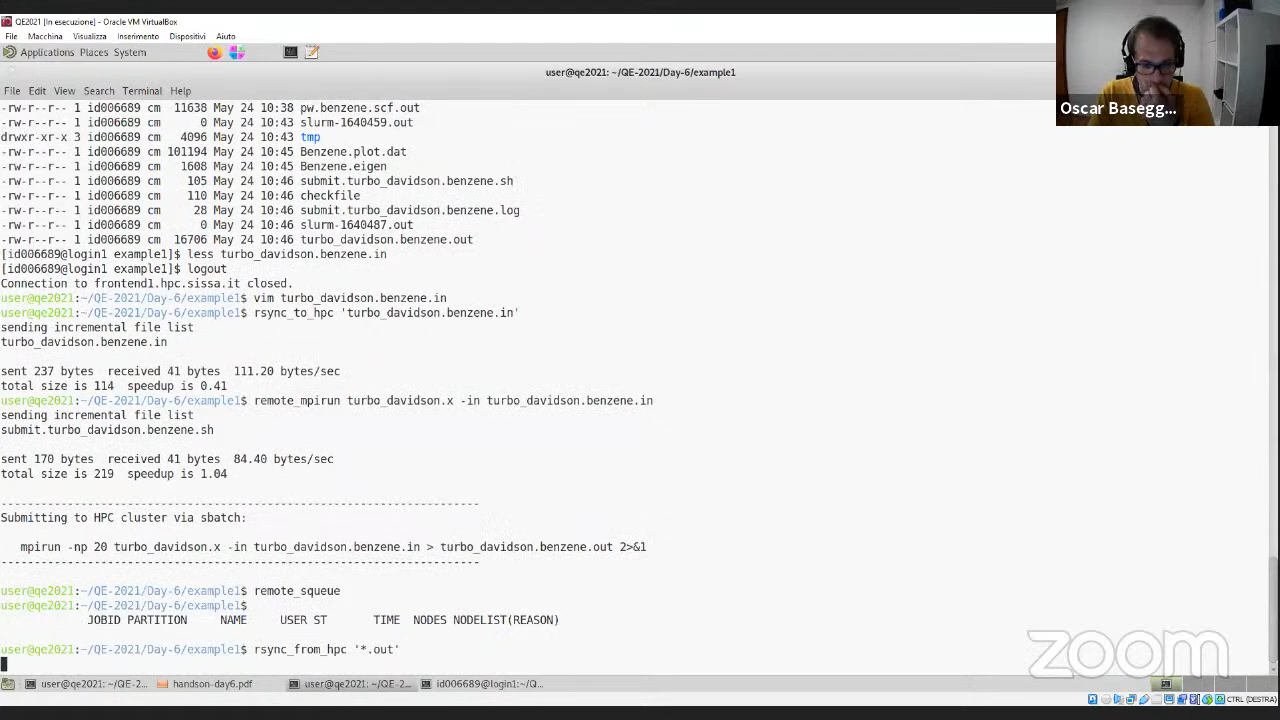 QE2021 [In esecuzione] - Oracle VM VirtualBox
File Macchina Visualizza Inserimento Dispositivi Aiuto
Applications Places System
user@qe2021: ~/QE-2021/Day-6/example1
File Edit View Search Terminal Help
-rw-r--r-- 1 id006689 cm 11638 May 24 10:38 pw.benzene.scf.out
-rw-r--r-- 1 id006689 cm 0 May 24 10:43 slurm-1640459.out
drwxr-xr-x 3 id006689 cm 4096 May 24 10:43 tmp
-rw-r--r-- 1 id006689 cm 101194 May 24 10:45 Benzene.plot.dat
-rw-r--r-- 1 id006689 cm 1608 May 24 10:45 Benzene.eigen
-rw-r--r-- 1 id006689 cm 105 May 24 10:46 submit.turbo_davidson.benzene.sh
-rw-r--r-- 1 id006689 cm 110 May 24 10:46 checkfile
-rw-r--r-- 1 id006689 cm 28 May 24 10:46 submit.turbo_davidson.benzene.log
-rw-r--r-- 1 id006689 cm 0 May 24 10:46 slurm-1640487.out
-rw-r--r-- 1 id006689 cm 16706 May 24 10:46 turbo_davidson.benzene.out
[id006689@login1 example1]$ less turbo_davidson.benzene.in
[id006689@login1 example1]$ logout
Connection to frontend1.hpc.sissa.it closed.
user@qe2021:~/QE-2021/Day-6/example1$ vim turbo_davidson.benzene.in
user@qe2021:~/QE-2021/Day-6/example1$ rsync_to_hpc 'turbo_davidson.benzene.in'
sending incremental file list
turbo_davidson.benzene.in
sent 237 bytes received 41 bytes 111.20 bytes/sec
total size is 114 speedup is 0.41
user@qe2021:~/QE-2021/Day-6/example1$ remote_mpirun turbo_davidson.x -in turbo_davidson.benzene.in
sending incremental file list
submit.turbo_davidson.benzene.sh
sent 170 bytes received 41 bytes 84.40 bytes/sec
total size is 219 speedup is 1.04
------------------------------------------------------------------------
Submitting to HPC cluster via sbatch:
mpirun -np 20 turbo_davidson.x -in turbo_davidson.benzene.in > turbo_davidson.benzene.out 2>&1
------------------------------------------------------------------------
user@qe2021:~/QE-2021/Day-6/example1$ remote_squeue
user@qe2021:~/QE-2021/Day-6/example1$
JOBID PARTITION NAME USER ST TIME NODES NODELIST(REASON)
user@qe2021:~/QE-2021/Day-6/example1$ rsync_from_hpc '*.out'
Oscar Basegg...
zoom
user@qe2021: ~/QE-2... handson-day6.pdf user@qe2021: ~/QE-2... id006689@login1:~/Q...
CTRL (DESTRA)